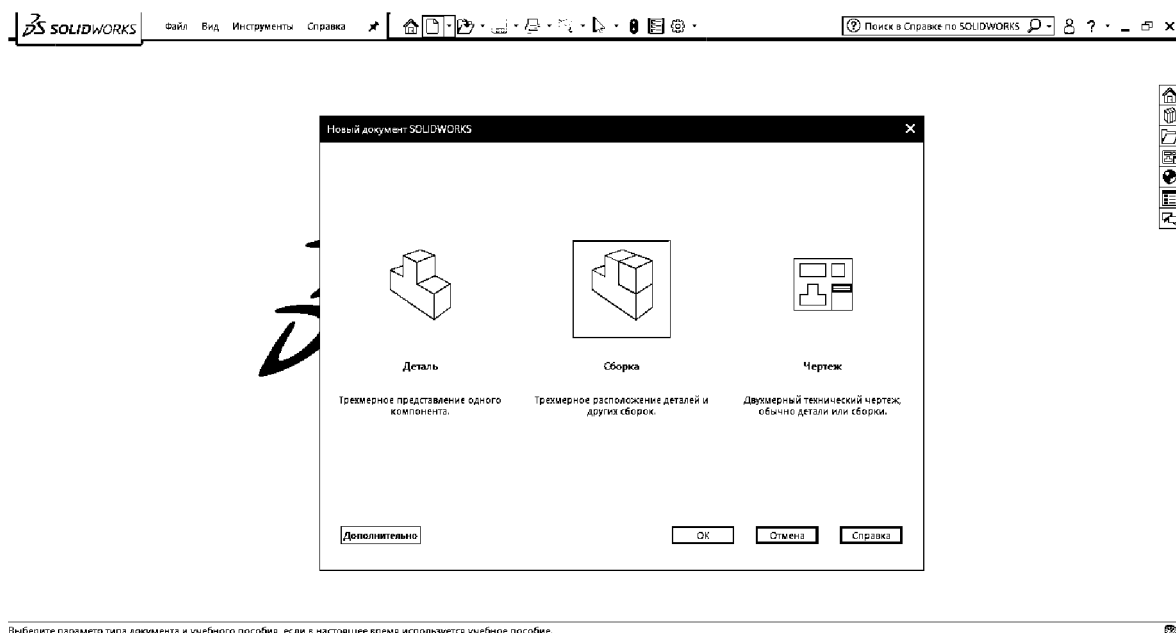 SOLIDWORKS Файл Вид Инструменты Справка Поиск в Справке по SOLIDWORKS ?
Новый документ SOLIDWORKS
Деталь Сборка Чертеж
Трехмерное представление одного Трехмерное расположение деталей и Двухмерный технический чертеж,
компонента. других сборок. обычно детали или сборки.
Дополнительно OK Отмена Справка
Выберите параметр типа документа и учебного пособия, если в настоящее время используется учебное пособие.